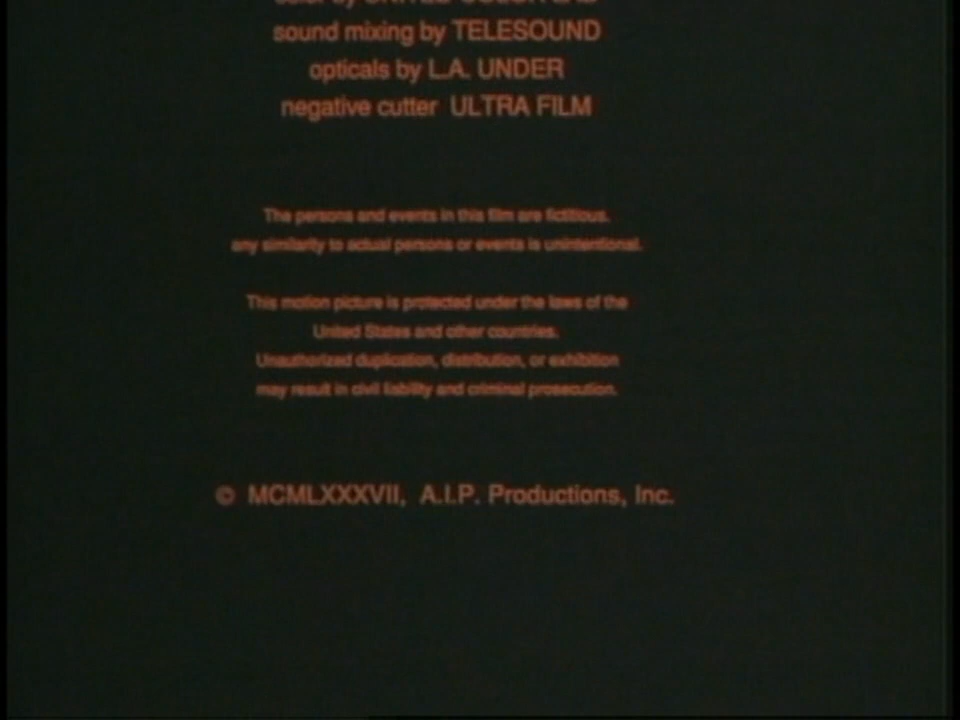 sound mixing by TELESOUND
opticals by L.A. UNDER
negative cutter ULTRA FILM
The persons and events in this film are fictitious.
any similarity to actual persons or events is unintentional.
This motion picture is protected under the laws of the
United States and other countries.
Unauthorized duplication, distribution, or exhibition
may result in civil liability and criminal prosecution.
© MCMLXXXVII, A.I.P. Productions, Inc.